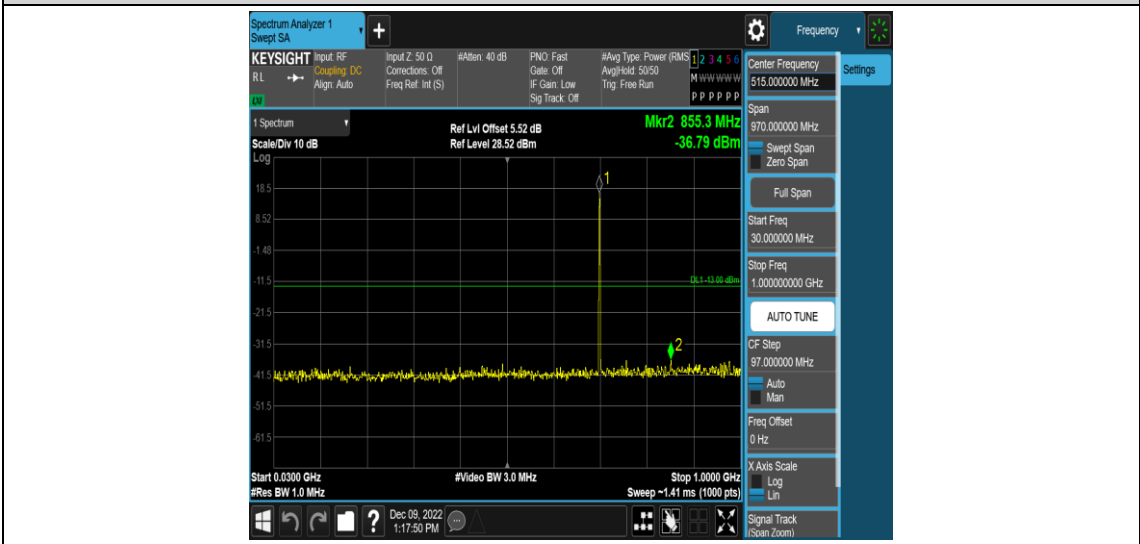 Spectrum Analyzer 1
Swept SA
+
Frequency
KEYSIGHT
RL
LXI
Input: RF
Coupling: DC
Align: Auto
Input Z: 50 Ω
Corrections: Off
Freq Ref: Int (S)
#Atten: 40 dB
PNO: Fast
Gate: Off
IF Gain: Low
Sig Track: Off
#Avg Type: Power (RMS
Avg|Hold: 50/50
Trig: Free Run
1 2 3 4 5 6
M W W W W W
P P P P P P
Center Frequency
515.000000 MHz
Settings
1 Spectrum
Scale/Div 10 dB
Log
Ref Lvl Offset 5.52 dB
Ref Level 28.52 dBm
Mkr2 855.3 MHz
-36.79 dBm
Span
970.000000 MHz
Swept Span
Zero Span
Full Span
Start Freq
30.000000 MHz
Stop Freq
1.000000000 GHz
AUTO TUNE
CF Step
97.000000 MHz
Auto
Man
Freq Offset
0 Hz
X Axis Scale
Log
Lin
Signal Track
(Span Zoom)
1
18.5
8.52
-1.48
-11.5
DL1 -13.00 dBm
-21.5
-31.5
2
-41.5
-51.5
-61.5
Start 0.0300 GHz
#Res BW 1.0 MHz
#Video BW 3.0 MHz
Stop 1.0000 GHz
Sweep ~1.41 ms (1000 pts)
?
Dec 09, 2022
1:17:50 PM